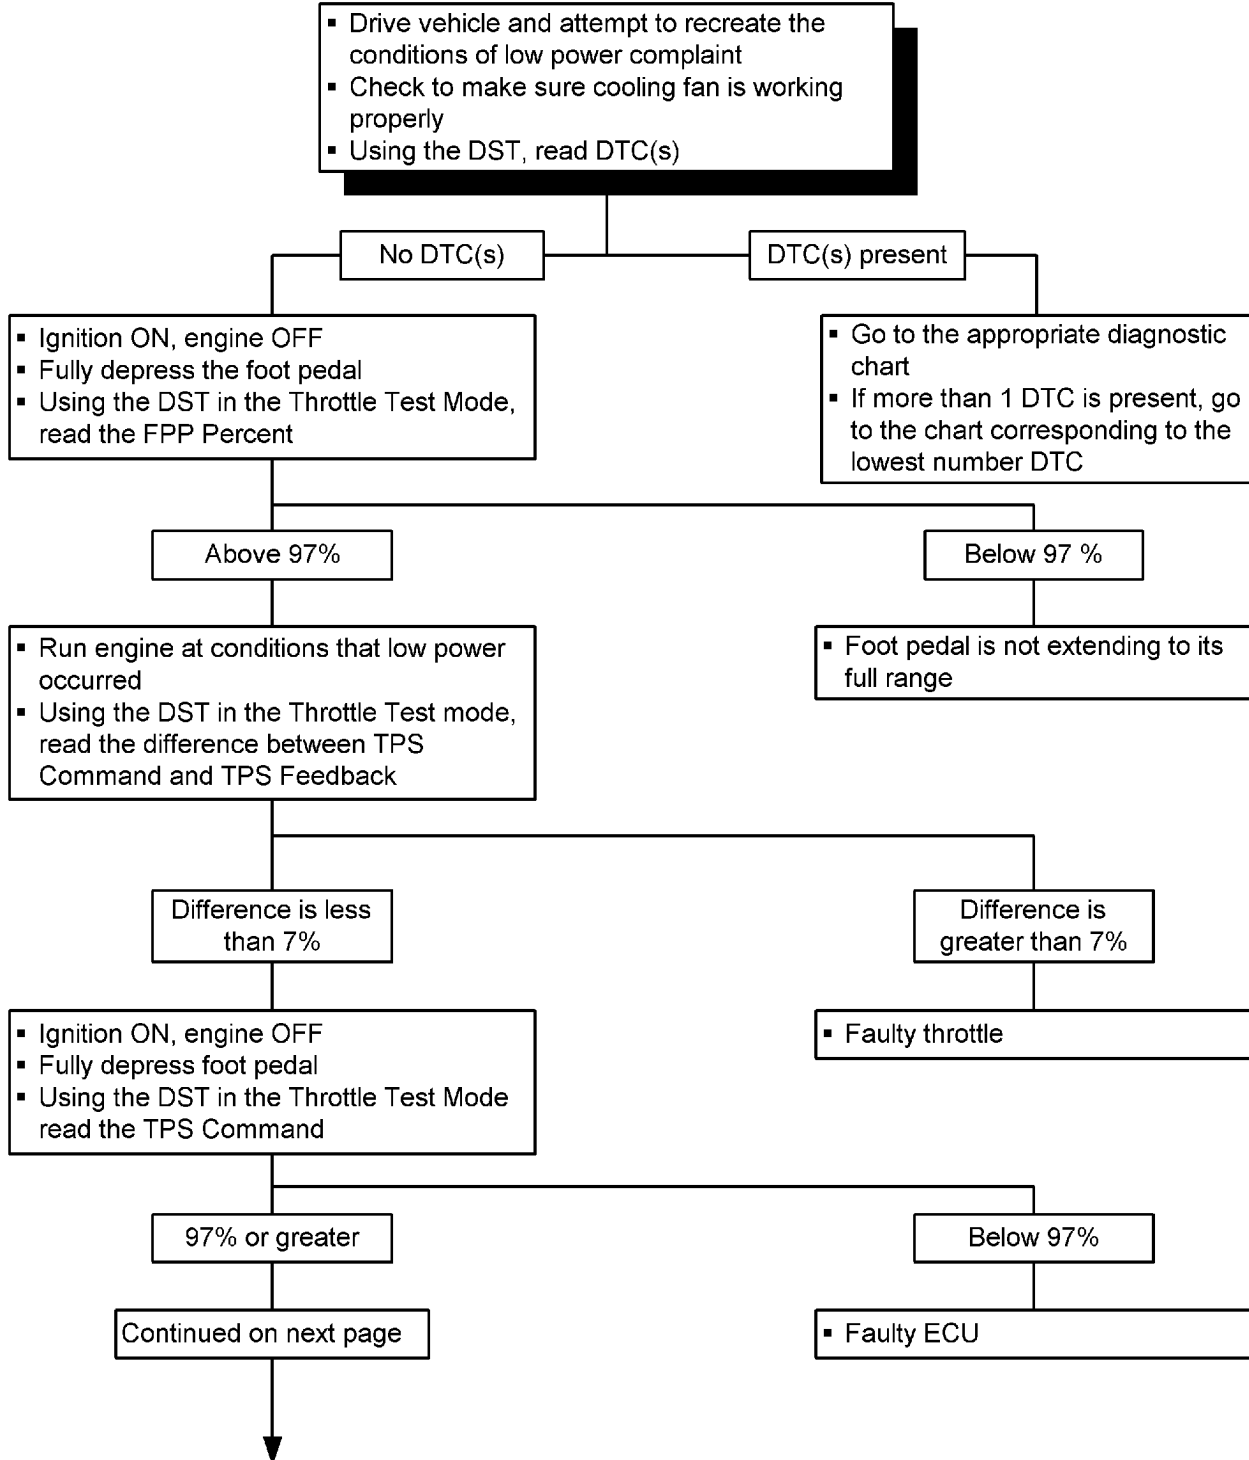 ▪ Drive vehicle and attempt to recreate the
conditions of low power complaint
▪ Check to make sure cooling fan is working
properly
▪ Using the DST, read DTC(s)
No DTC(s)
DTC(s) present
▪ Ignition ON, engine OFF
▪ Fully depress the foot pedal
▪ Using the DST in the Throttle Test Mode,
read the FPP Percent
▪ Go to the appropriate diagnostic
chart
▪ If more than 1 DTC is present, go
to the chart corresponding to the
lowest number DTC
Above 97%
Below 97 %
▪ Run engine at conditions that low power
occurred
▪ Using the DST in the Throttle Test mode,
read the difference between TPS
Command and TPS Feedback
▪ Foot pedal is not extending to its
full range
Difference is less
than 7%
Difference is
greater than 7%
▪ Ignition ON, engine OFF
▪ Fully depress foot pedal
▪ Using the DST in the Throttle Test Mode
read the TPS Command
▪ Faulty throttle
97% or greater
Below 97%
Continued on next page
▪ Faulty ECU